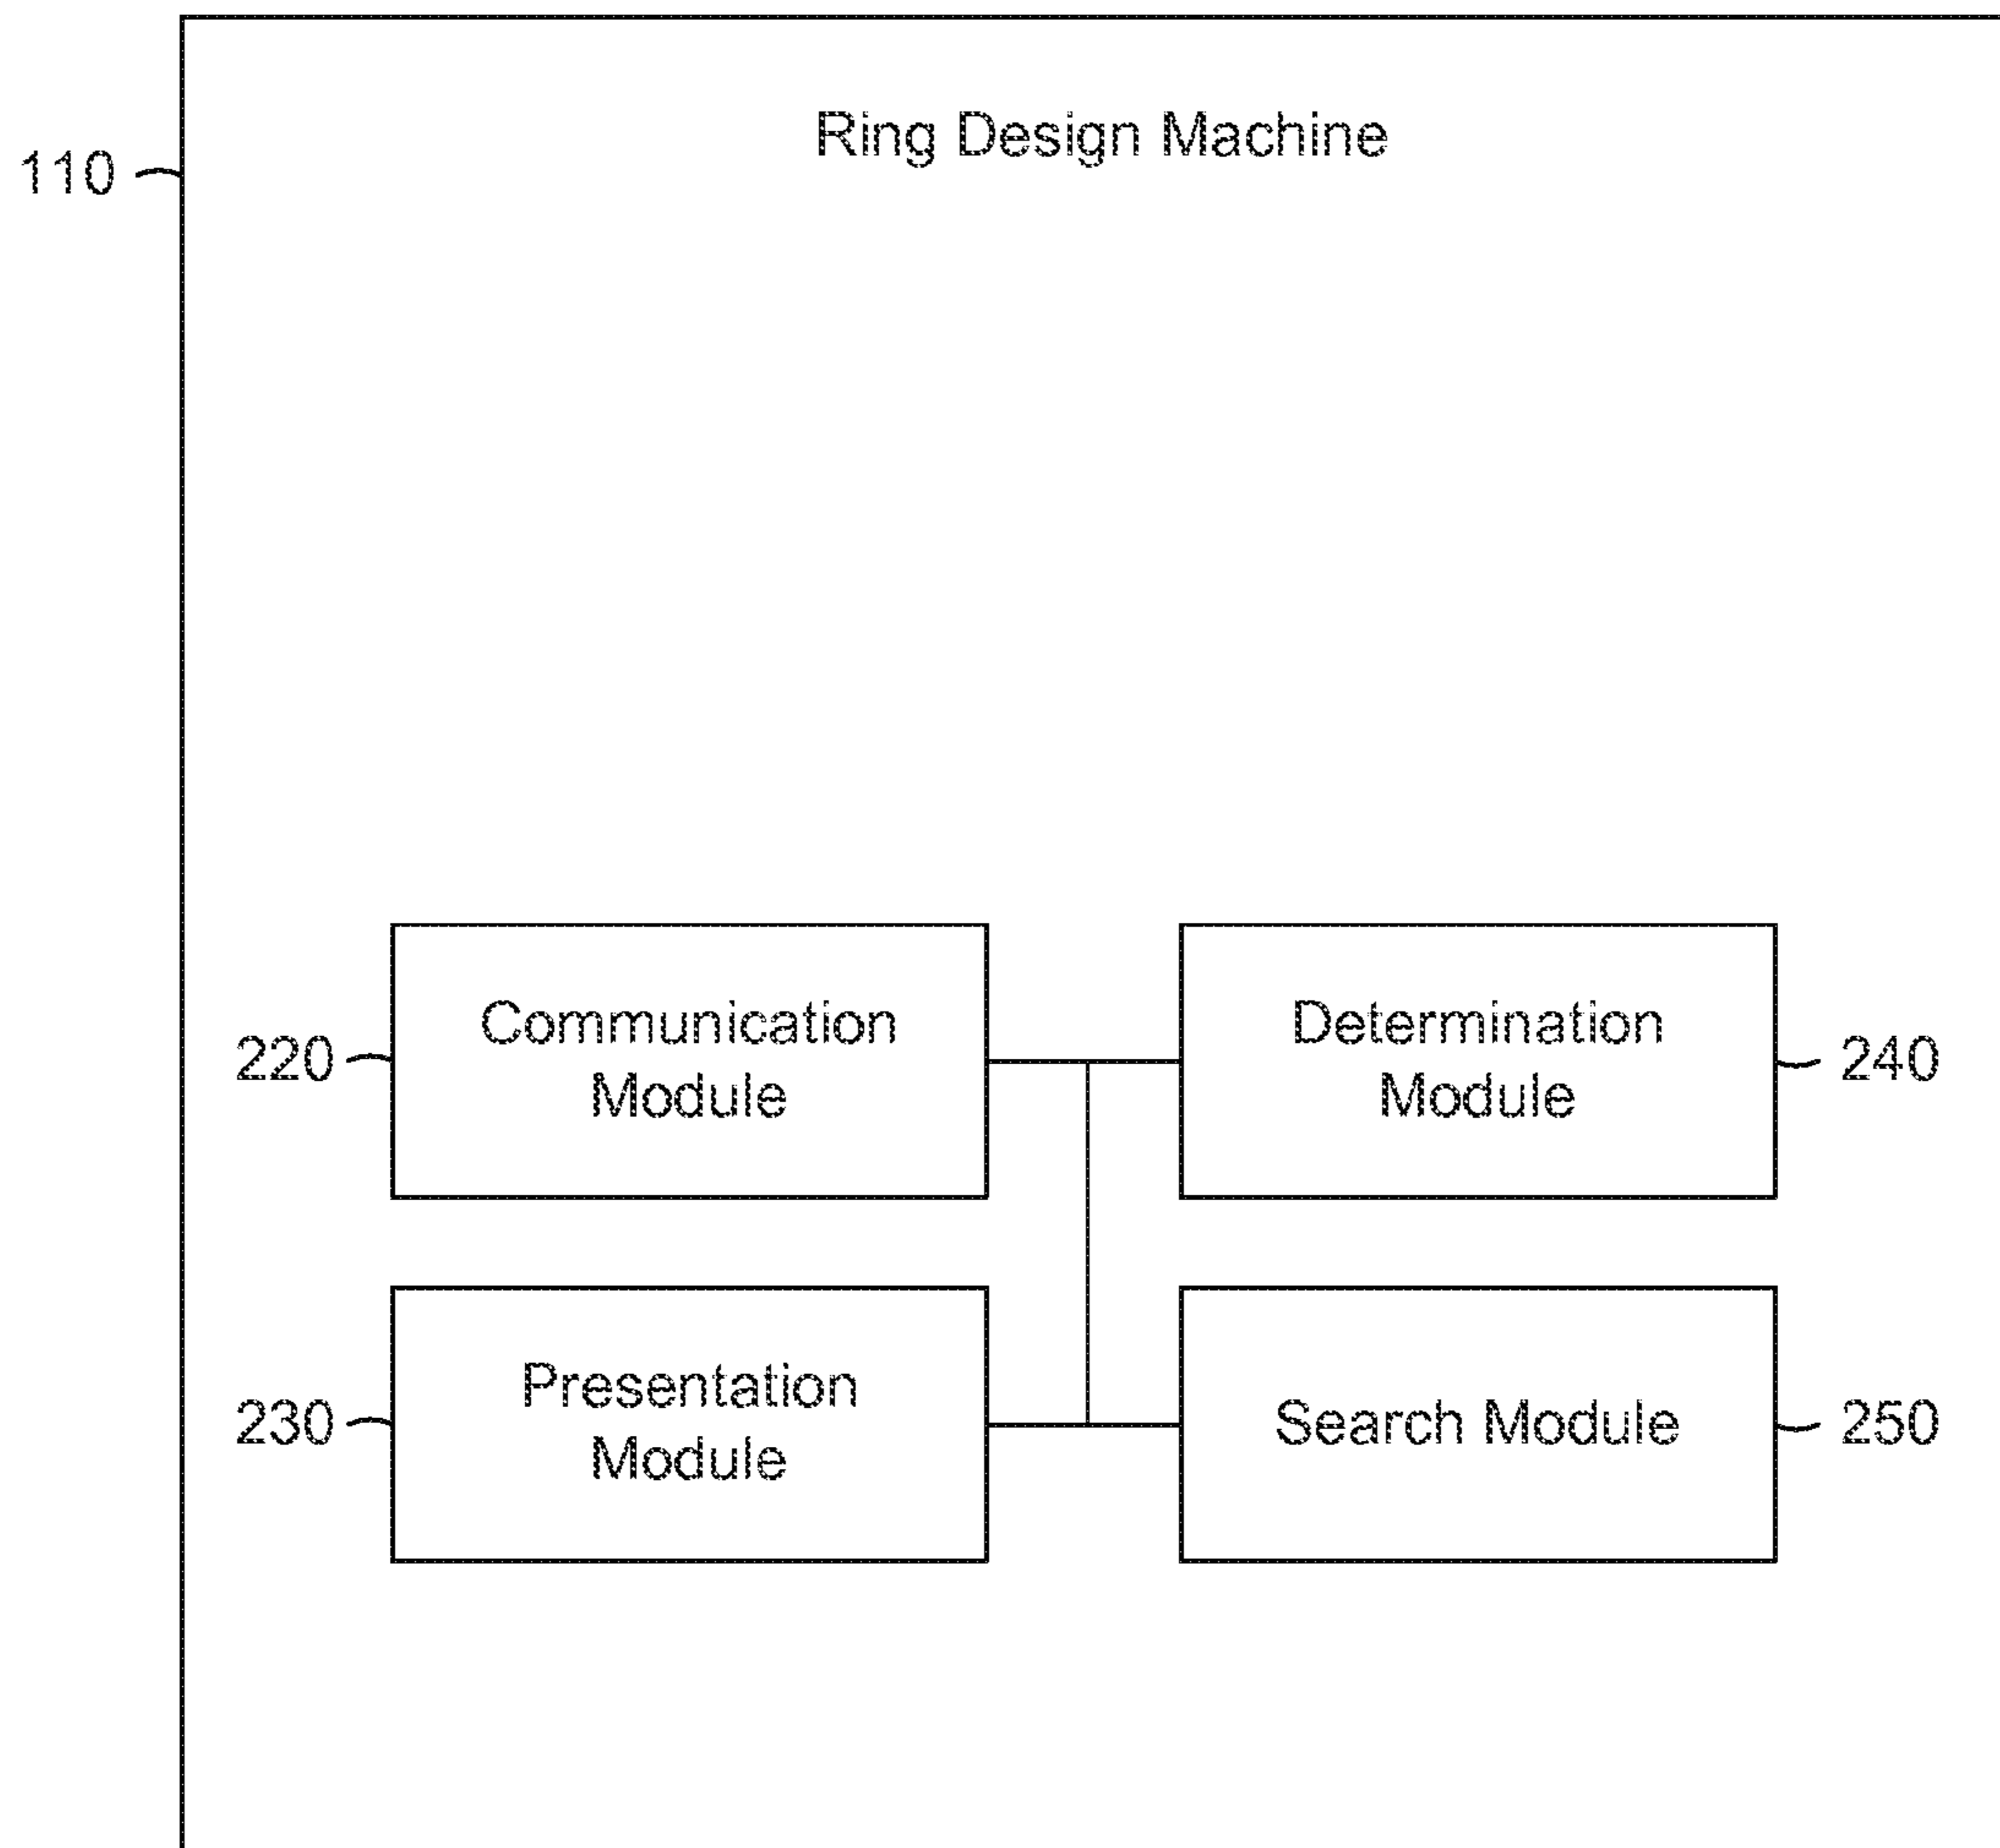 Ring Design Machine
110
Communication
Module
220
Determination
Module
240
Presentation
Module
230
Search Module
250